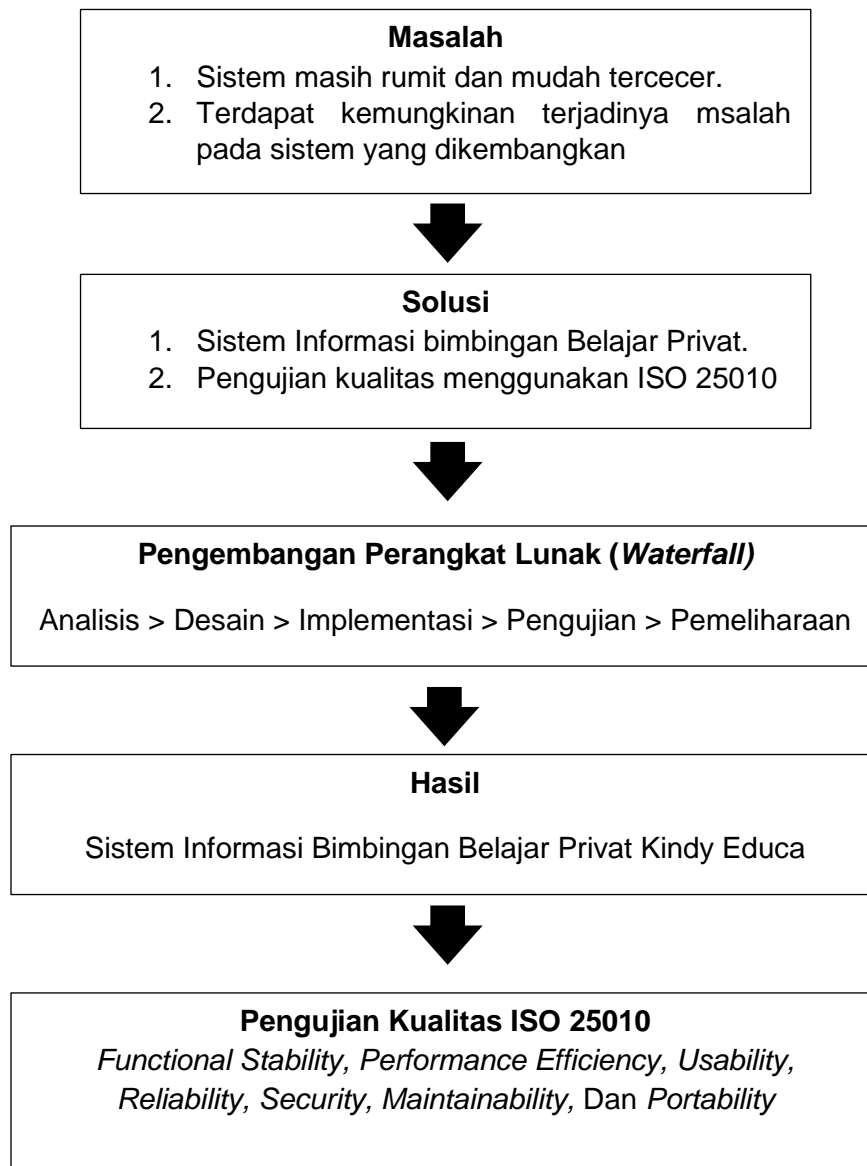 Masalah
1. Sistem masih rumit dan mudah tercecer.
2. Terdapat kemungkinan terjadinya msalah
pada sistem yang dikembangkan
Solusi
1. Sistem Informasi bimbingan Belajar Privat.
2. Pengujian kualitas menggunakan ISO 25010
Pengembangan Perangkat Lunak (Waterfall)
Analisis > Desain > Implementasi > Pengujian > Pemeliharaan
Hasil
Sistem Informasi Bimbingan Belajar Privat Kindy Educa
Pengujian Kualitas ISO 25010
Functional Stability, Performance Efficiency, Usability,
Reliability, Security, Maintainability, Dan Portability